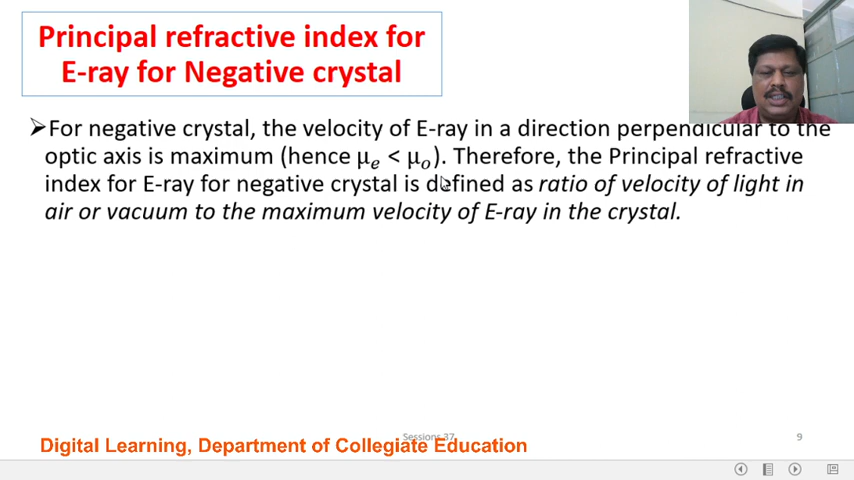 Principal refractive index for
E-ray for Negative crystal
➢For negative crystal, the velocity of E-ray in a direction perpendicular to the
optic axis is maximum (hence μₑ < μₒ). Therefore, the Principal refractive
index for E-ray for negative crystal is defined as ratio of velocity of light in
air or vacuum to the maximum velocity of E-ray in the crystal.
Sessions 37
9
Digital Learning, Department of Collegiate Education